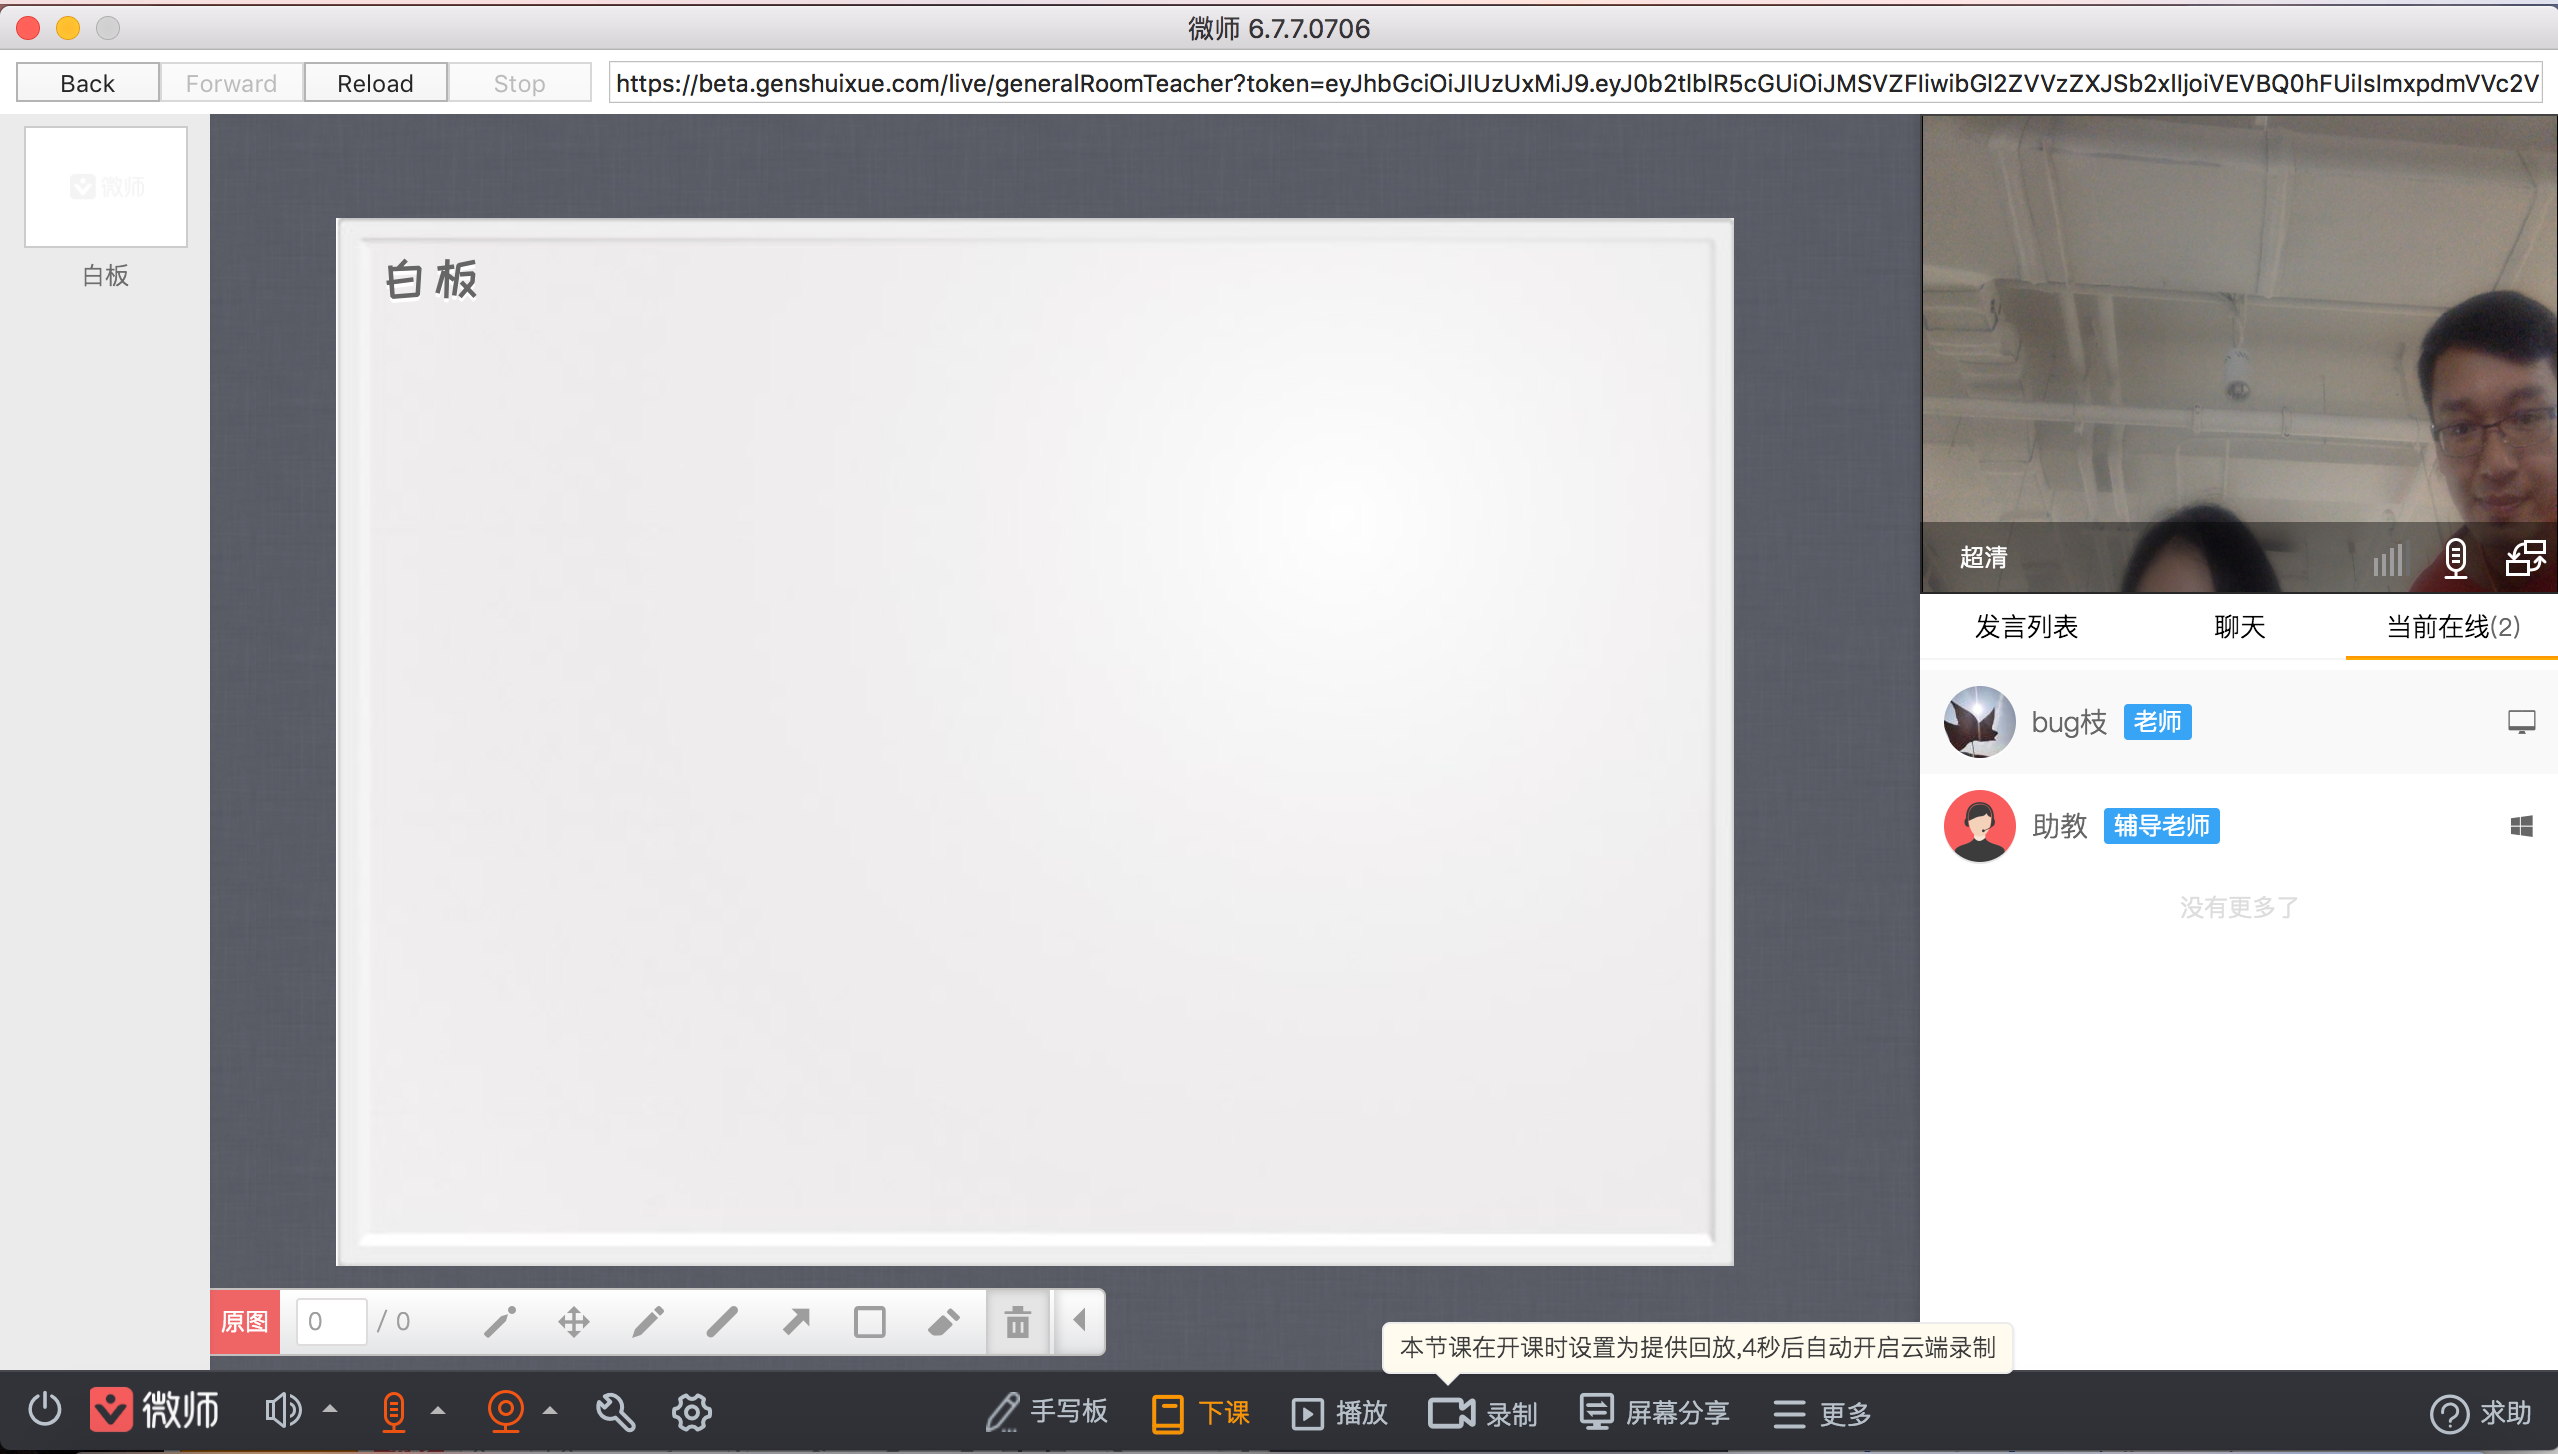 微师 6.7.7.0706
Back Forward Reload Stop https://beta.genshuixue.com/live/generalRoomTeacher?token=eyJhbGciOiJIUzUxMiJ9.eyJ0b2tlblR5cGUiOiJMSVZFIiwibGl2ZVVzZXJSb2xlIjoiVEVBQ0hFUiIsImxpdmVVc2V
微师
白板
白板
超清
发言列表 聊天 当前在线(2)
bug枝 老师
助教 辅导老师
没有更多了
原图 0 / 0
本节课在开课时设置为提供回放,4秒后自动开启云端录制
微师 手写板 下课 播放 录制 屏幕分享 更多 求助